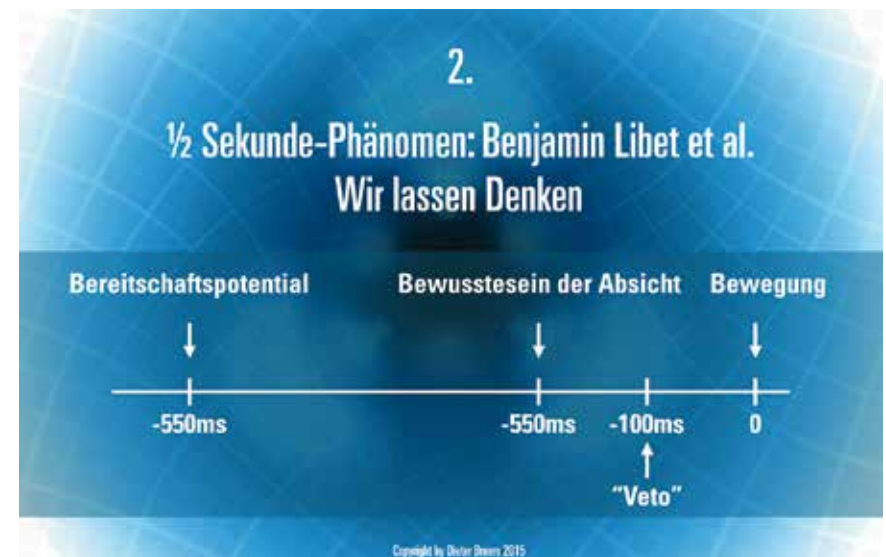 2.
½ Sekunde-Phänomen: Benjamin Libet et al.
Wir lassen Denken
Bereitschaftspotential Bewusstesein der Absicht Bewegung
-550ms -550ms -100ms 0
"Veto"
Copyright by Dieter Broers 2015